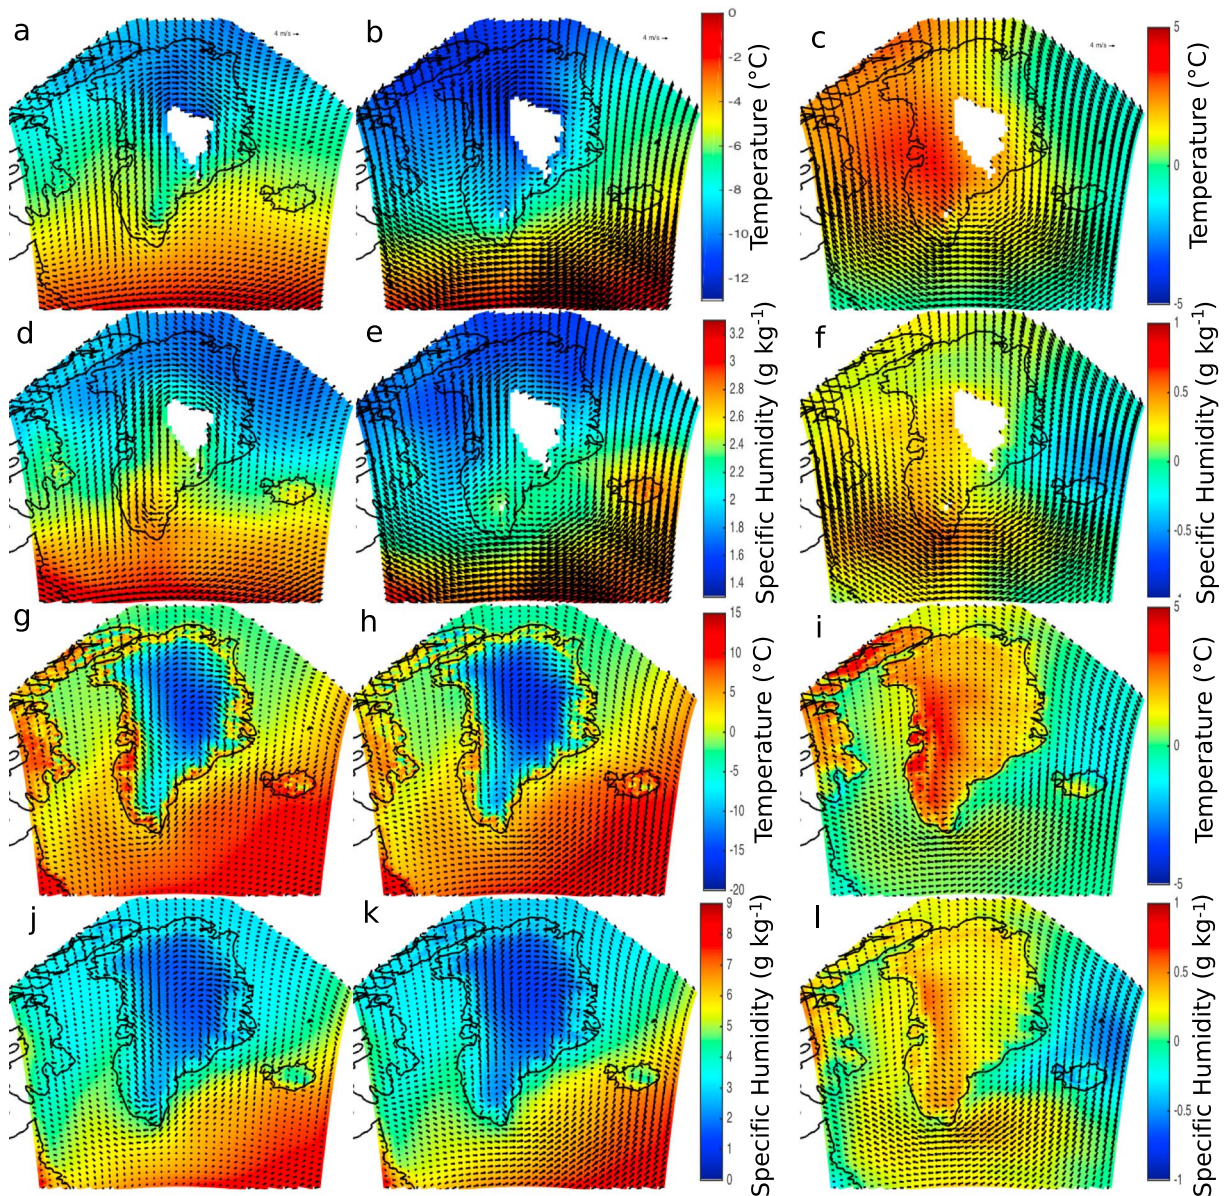 a
4 m/s
b
4 m/s
0
-2
-4
-6
-8
-10
-12
Temperature (°C)
c
4 m/s
5
0
-5
Temperature (°C)
d
e
3.2
3
2.8
2.6
2.4
2.2
2
1.8
1.6
1.4
Specific Humidity (g kg-1)
f
1
0.5
0
-0.5
Specific Humidity (g kg-1)
g
h
15
10
5
0
-5
-10
-15
-20
Temperature (°C)
i
5
0
-5
Temperature (°C)
j
k
9
8
7
6
5
4
3
2
1
0
Specific Humidity (g kg-1)
l
1
0.5
0
-0.5
-1
Specific Humidity (g kg-1)